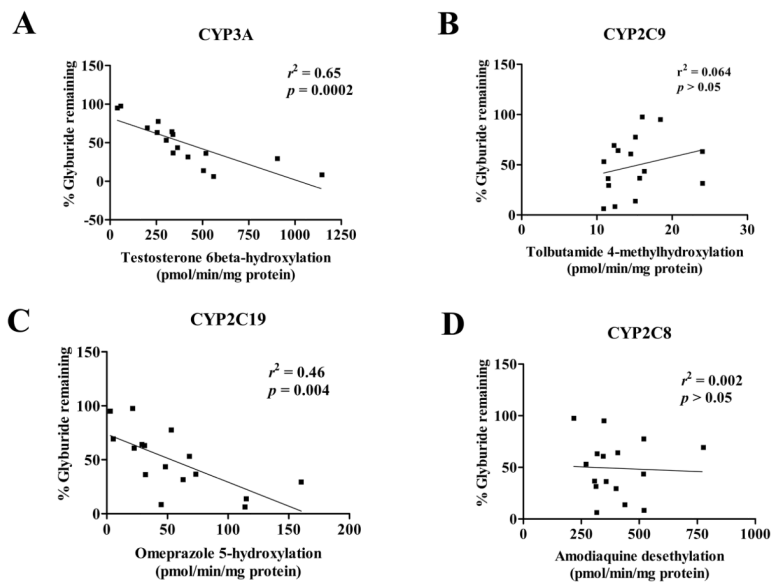 A
CYP3A
% Glyburide remaining
150
100
50
0
-50
r² = 0.65
p = 0.0002
0
250
500
750
1000
1250
Testosterone 6beta-hydroxylation
(pmol/min/mg protein)
B
CYP2C9
% Glyburide remaining
150
100
50
0
r² = 0.064
p > 0.05
0
10
20
30
Tolbutamide 4-methylhydroxylation
(pmol/min/mg protein)
C
CYP2C19
% Glyburide remaining
150
100
50
0
r² = 0.46
p = 0.004
0
50
100
150
200
Omeprazole 5-hydroxylation
(pmol/min/mg protein)
D
CYP2C8
% Glyburide remaining
150
100
50
0
r² = 0.002
p > 0.05
0
250
500
750
1000
Amodiaquine desethylation
(pmol/min/mg protein)